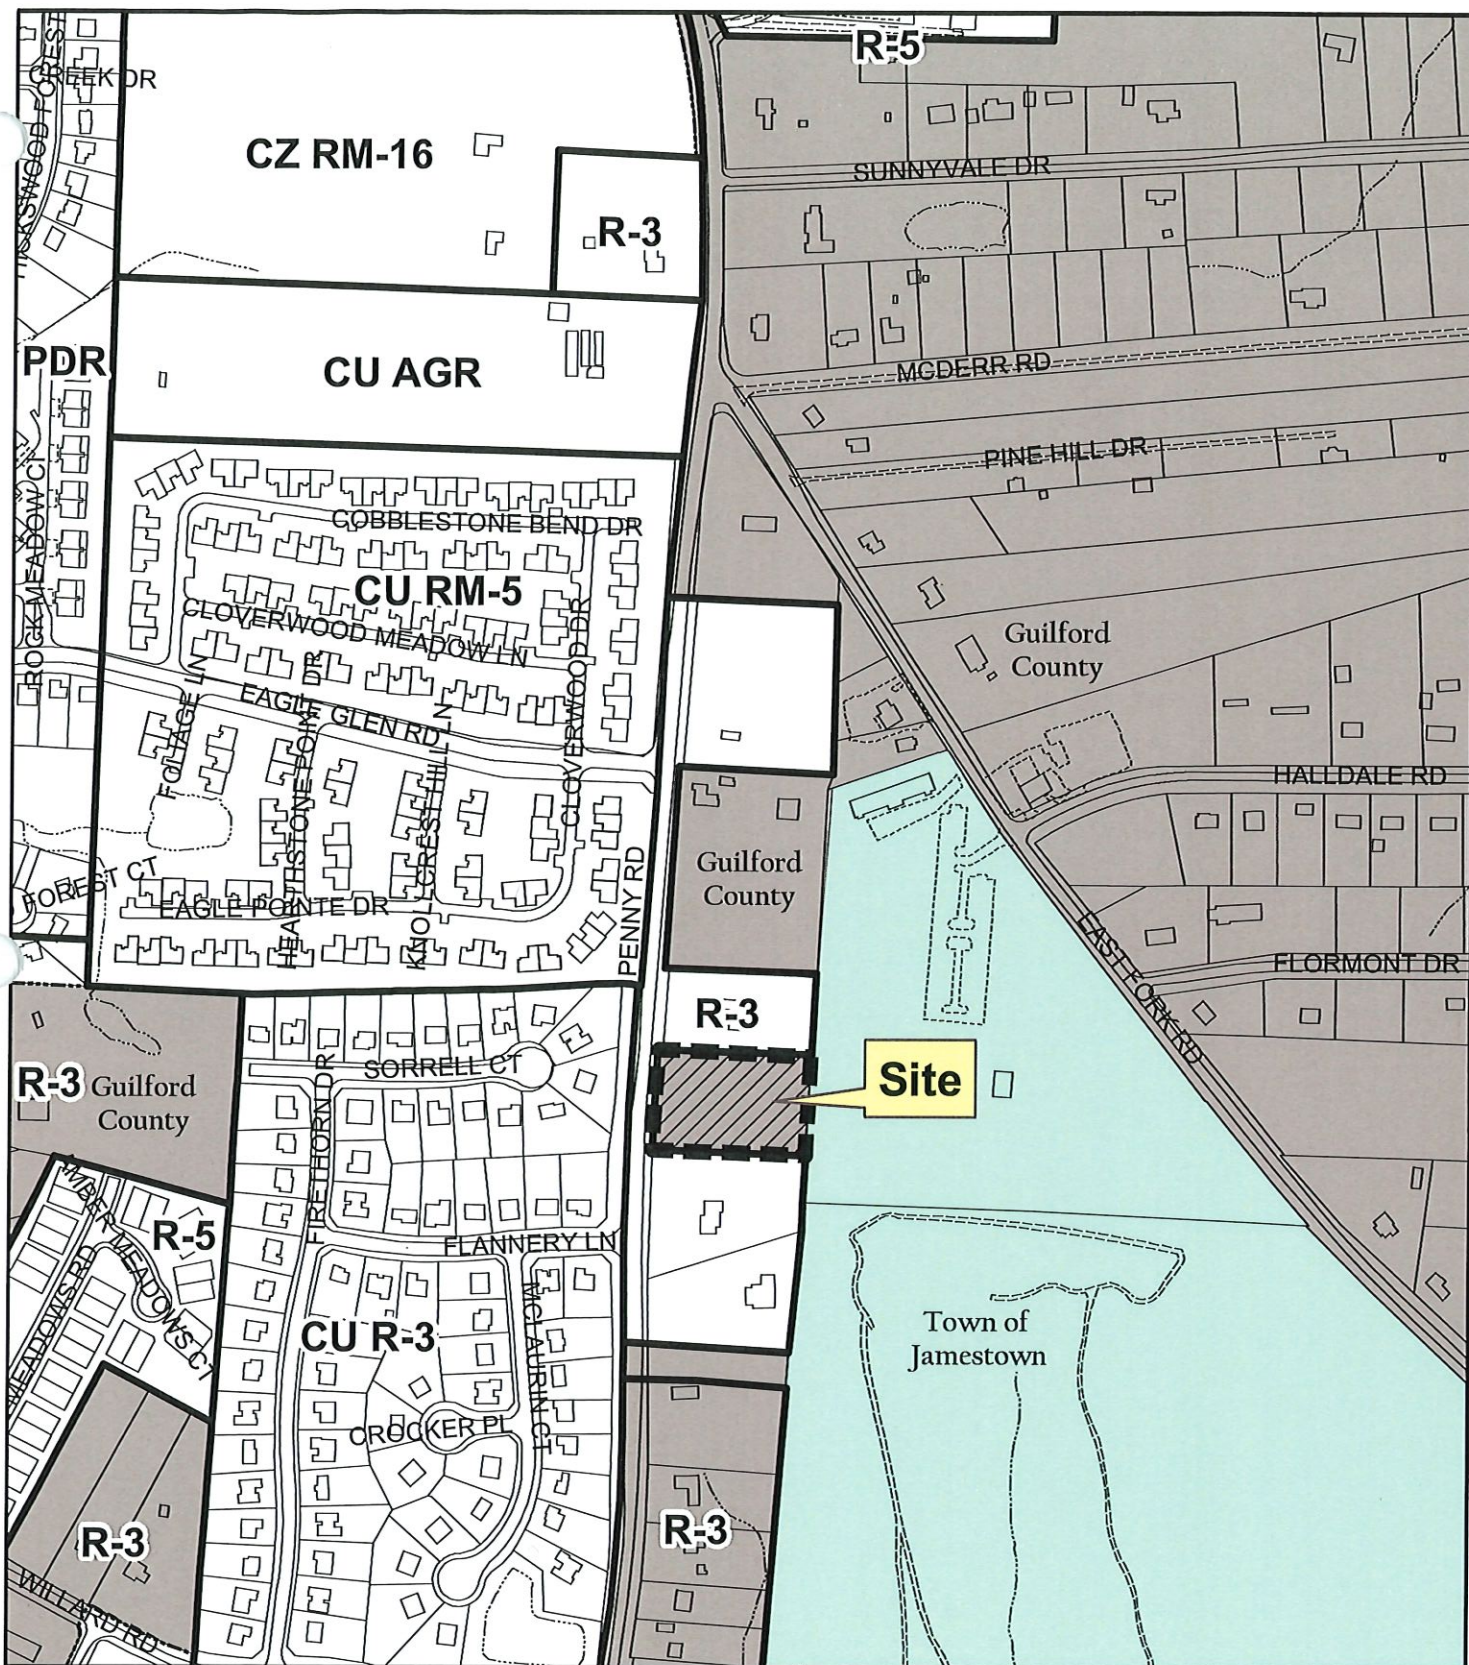 R-5
CREEK DR
CZ RM-16
SUNNYVALE DR
R-3
PDR
CU AGR
MCDERR RD
PINE HILL DR
COBBLESTONE BEND DR
CU RM-5
CLOVERWOOD MEADOW LN
ROCK MEADOW CT
Guilford
County
FOLIAGE LN
HEARTHSTONE POINT DR
EAGLE GLEN RD
KNOLLCREST HILL LN
CLOVERWOOD DR
HALLDALE RD
Guilford
County
FOREST CT
EAGLE POINTE DR
PENNY RD
EAST FORK RD
FLORMONT DR
R-3
SORRELL CT
Site
R-3
Guilford
County
FIRETHORN DR
R-5
FLANNERY LN
MEADOWS RD
MEADOWS CT
CU R-3
MCLAURIN CT
Town of
Jamestown
CROCKER PL
R-3
R-3
WILLARD RD